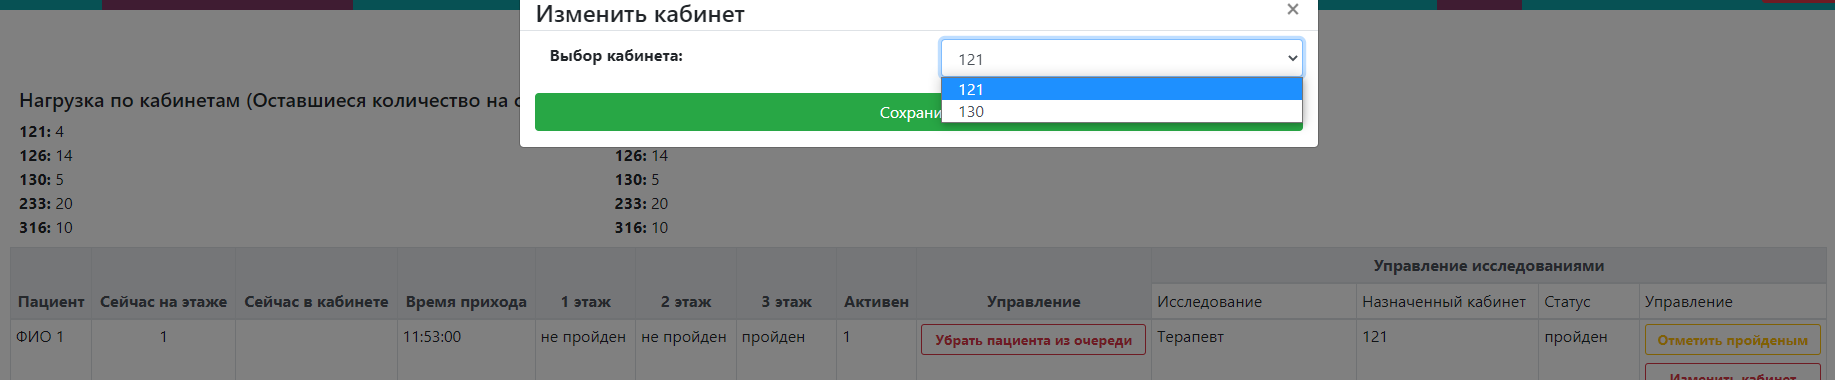 Изменить кабинет ×
Выбор кабинета:
121
121
130
Сохрани
Нагрузка по кабинетам (Оставшиеся количество на с
121: 4
126: 14
126: 14
130: 5
130: 5
233: 20
233: 20
316: 10
316: 10
Управление исследованиями
Пациент Сейчас на этаже Сейчас в кабинете Время прихода 1 этаж 2 этаж 3 этаж Активен Управление Исследование Назначенный кабинет Статус Управление
ФИО 1 1 11:53:00 не пройден не пройден пройден 1 Убрать пациента из очереди Терапевт 121 пройден Отметить пройденым
Изменить кабинет